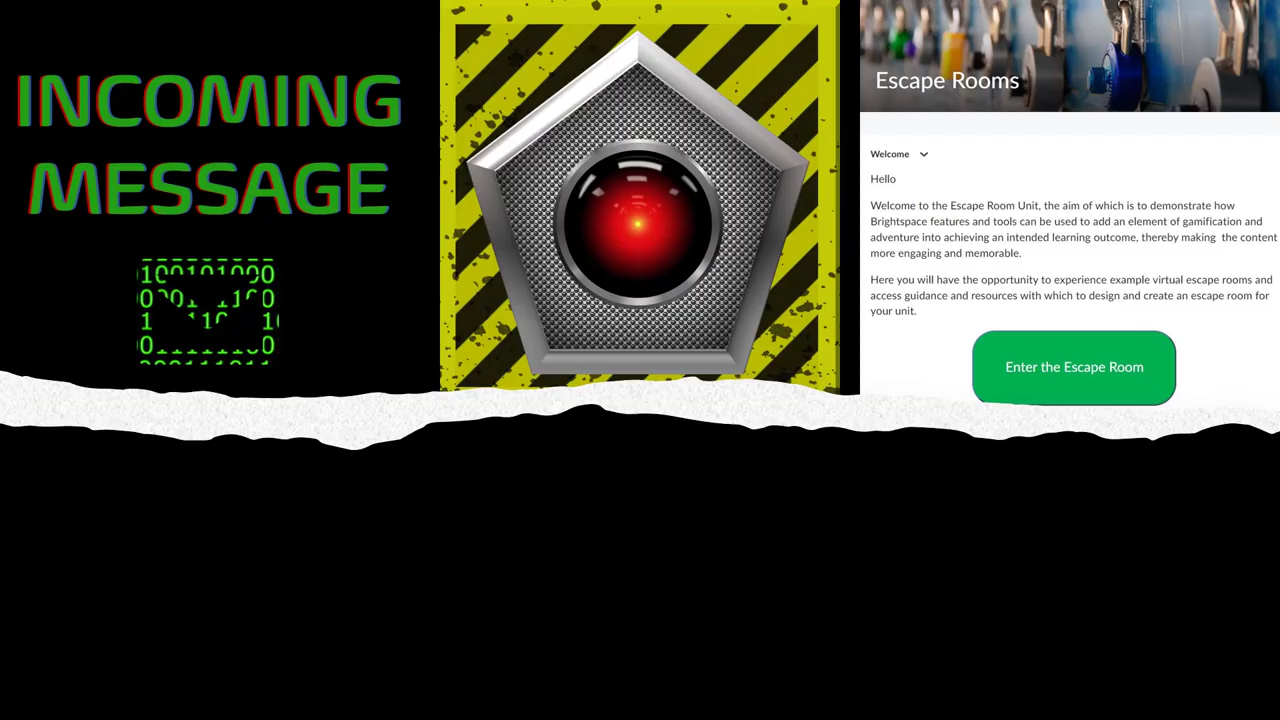 INCOMING
MESSAGE
100101000
Escape Rooms
Welcome
Hello
Welcome to the Escape Room Unit, the aim of which is to demonstrate how
Brightspace features and tools can be used to add an element of gamification and
adventure into achieving an intended learning outcome, thereby making the content
more engaging and memorable.
Here you will have the opportunity to experience example virtual escape rooms and
access guidance and resources with which to design and create an escape room for
your unit.
Enter the Escape Room